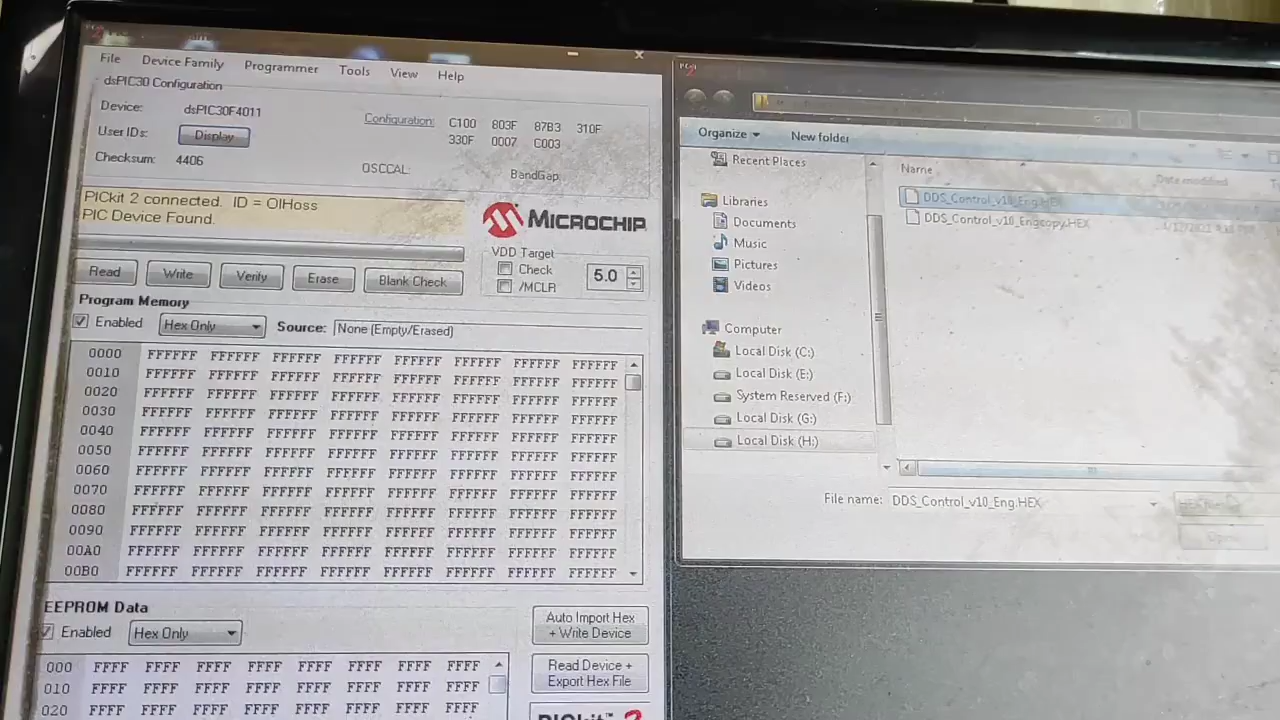 File Device Family Programmer Tools View Help
dsPIC30 Configuration
Device: dsPIC30F4011
User IDs: Display
Checksum: 4406
Configuration: C100 803F 87B3 310F
330F 0007 C003
OSCCAL: BandGap:
PICkit 2 connected. ID = OlHoss
PIC Device Found.
MICROCHIP
Read Write Verify Erase Blank Check
VDD Target
Check
/MCLR
5.0
Program Memory
Enabled Hex Only Source: None (Empty/Erased)
0000 FFFFFF FFFFFF FFFFFF FFFFFF FFFFFF FFFFFF FFFFFF FFFFFF
0010 FFFFFF FFFFFF FFFFFF FFFFFF FFFFFF FFFFFF FFFFFF FFFFFF
0020 FFFFFF FFFFFF FFFFFF FFFFFF FFFFFF FFFFFF FFFFFF FFFFFF
0030 FFFFFF FFFFFF FFFFFF FFFFFF FFFFFF FFFFFF FFFFFF FFFFFF
0040 FFFFFF FFFFFF FFFFFF FFFFFF FFFFFF FFFFFF FFFFFF FFFFFF
0050 FFFFFF FFFFFF FFFFFF FFFFFF FFFFFF FFFFFF FFFFFF FFFFFF
0060 FFFFFF FFFFFF FFFFFF FFFFFF FFFFFF FFFFFF FFFFFF FFFFFF
0070 FFFFFF FFFFFF FFFFFF FFFFFF FFFFFF FFFFFF FFFFFF FFFFFF
0080 FFFFFF FFFFFF FFFFFF FFFFFF FFFFFF FFFFFF FFFFFF FFFFFF
0090 FFFFFF FFFFFF FFFFFF FFFFFF FFFFFF FFFFFF FFFFFF FFFFFF
00A0 FFFFFF FFFFFF FFFFFF FFFFFF FFFFFF FFFFFF FFFFFF FFFFFF
00B0 FFFFFF FFFFFF FFFFFF FFFFFF FFFFFF FFFFFF FFFFFF FFFFFF
EEPROM Data
Enabled Hex Only
Auto Import Hex
+ Write Device
Read Device +
Export Hex File
000 FFFF FFFF FFFF FFFF FFFF FFFF FFFF FFFF
010 FFFF FFFF FFFF FFFF FFFF FFFF FFFF FFFF
020 FFFF FFFF FFFF FFFF FFFF FFFF FFFF FFFF
PICkit™ 2
Organize New folder
Recent Places
Libraries
Documents
Music
Pictures
Videos
Computer
Local Disk (C:)
Local Disk (E:)
System Reserved (F:)
Local Disk (G:)
Local Disk (H:)
Name Date modified
DDS_Control_v10_Eng.HEX
DDS_Control_v10_Engcopy.HEX
File name: DDS_Control_v10_Eng.HEX
Open